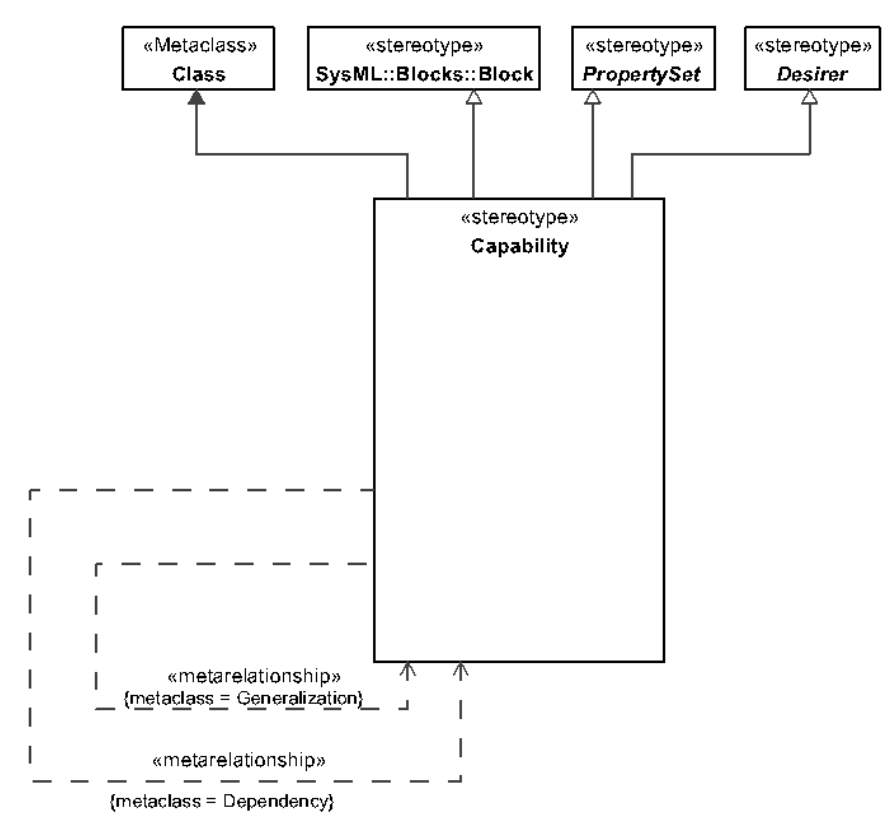 «Metaclass»
Class
«stereotype»
SysML::Blocks::Block
«stereotype»
PropertySet
«stereotype»
Desirer
«stereotype»
Capability
«metarelationship»
{metaclass = Generalization}
«metarelationship»
{metaclass = Dependency}